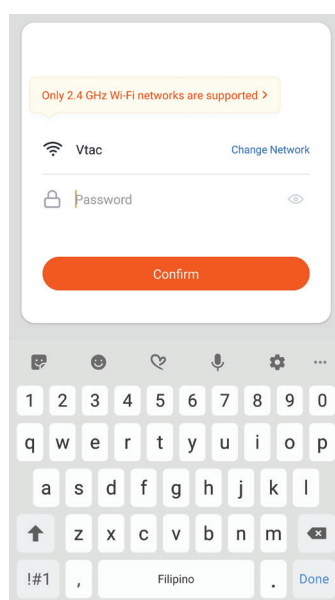 Only 2.4 GHz Wi-Fi networks are supported >
Vtac Change Network
Password
Confirm
1 2 3 4 5 6 7 8 9 0
q w e r t y u i o p
a s d f g h j k l
z x c v b n m
!#1 , Filipino . Done